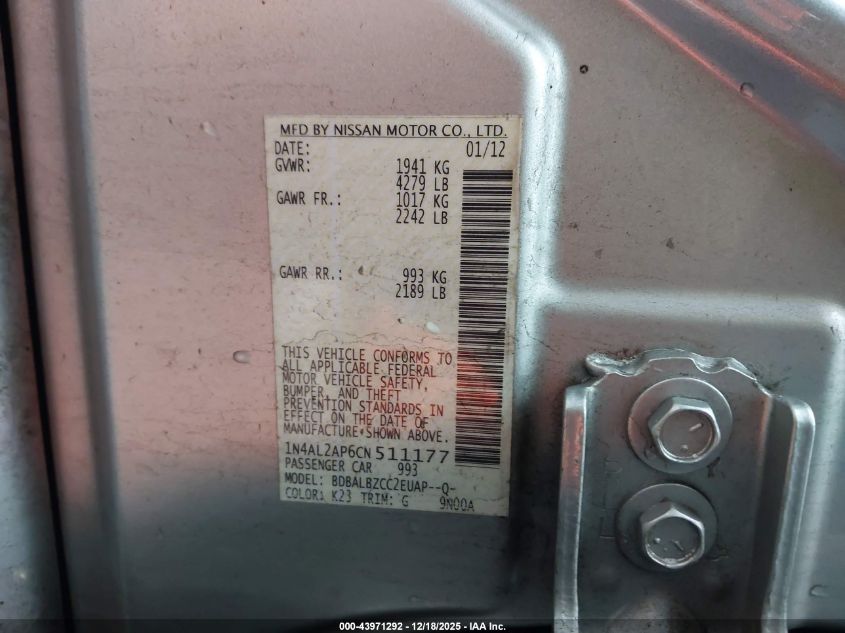 MFD BY NISSAN MOTOR CO., LTD.
DATE: 01/12
GVWR: 1941 KG
4279 LB
GAWR FR.: 1017 KG
2242 LB
GAWR RR.: 993 KG
2189 LB
THIS VEHICLE CONFORMS TO
ALL APPLICABLE FEDERAL
MOTOR VEHICLE SAFETY,
BUMPER, AND THEFT
PREVENTION STANDARDS IN
EFFECT ON THE DATE OF
MANUFACTURE SHOWN ABOVE.
1N4AL2AP6CN 511177
PASSENGER CAR 993
MODEL: BDBALBZCC2EUAP--Q-
COLOR: K23 TRIM: G 9N00A
000-43971292 - 12/18/2025 - IAA Inc.